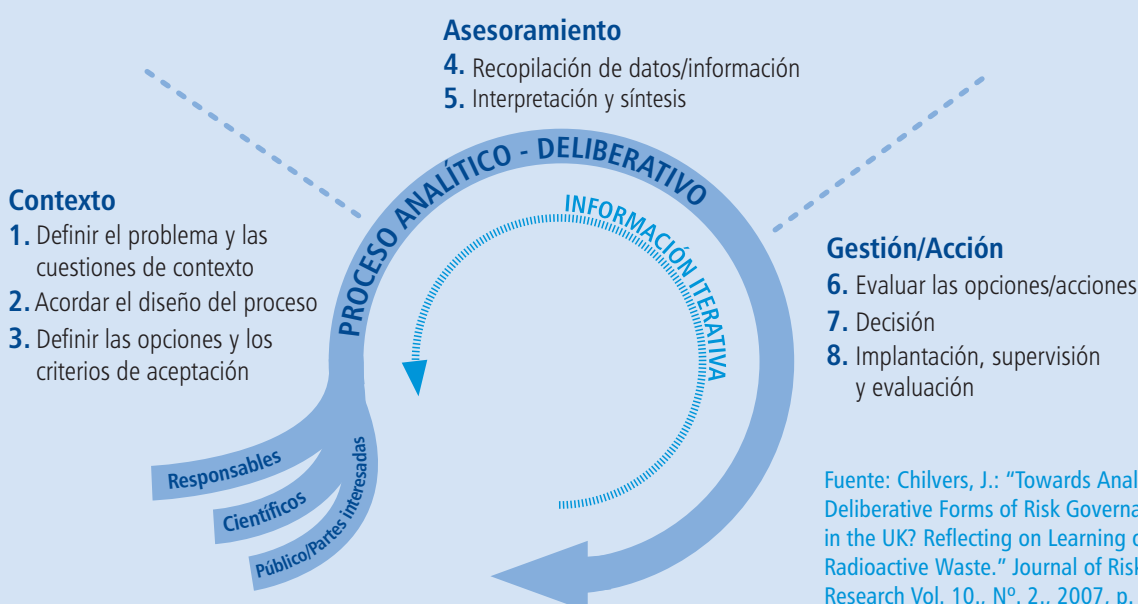 Asesoramiento
4. Recopilación de datos/información
5. Interpretación y síntesis
Contexto
1. Definir el problema y las
cuestiones de contexto
2. Acordar el diseño del proceso
3. Definir las opciones y los
criterios de aceptación
PROCESO ANALÍTICO - DELIBERATIVO
INFORMACIÓN ITERATIVA
Responsables
Científicos
Público/Partes interesadas
Gestión/Acción
6. Evaluar las opciones/acciones
7. Decisión
8. Implantación, supervisión
y evaluación
Fuente: Chilvers, J.: “Towards
Deliberative Forms of Risk
in the UK? Reflecting on Learning
Radioactive Waste.” Journal of Risk
Research Vol. 10., Nº. 2., 2007, p.